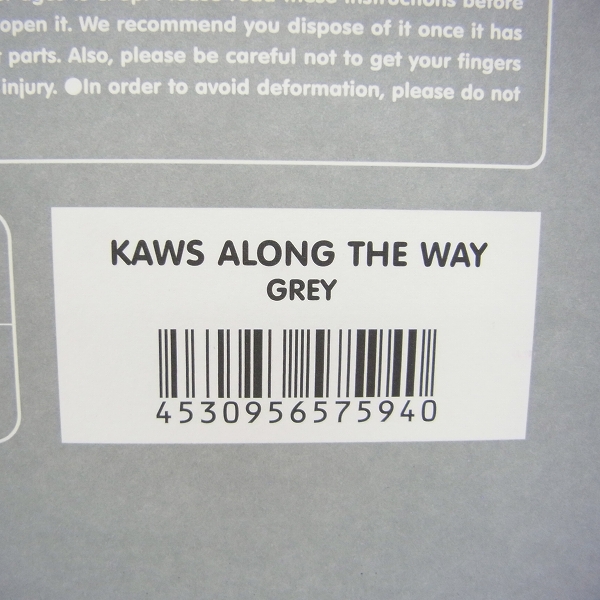 open it. We recommend you dispose of it once it has
parts. Also, please be careful not to get your fingers
injury. ●In order to avoid deformation, please do not
KAWS ALONG THE WAY
GREY
4530956575940